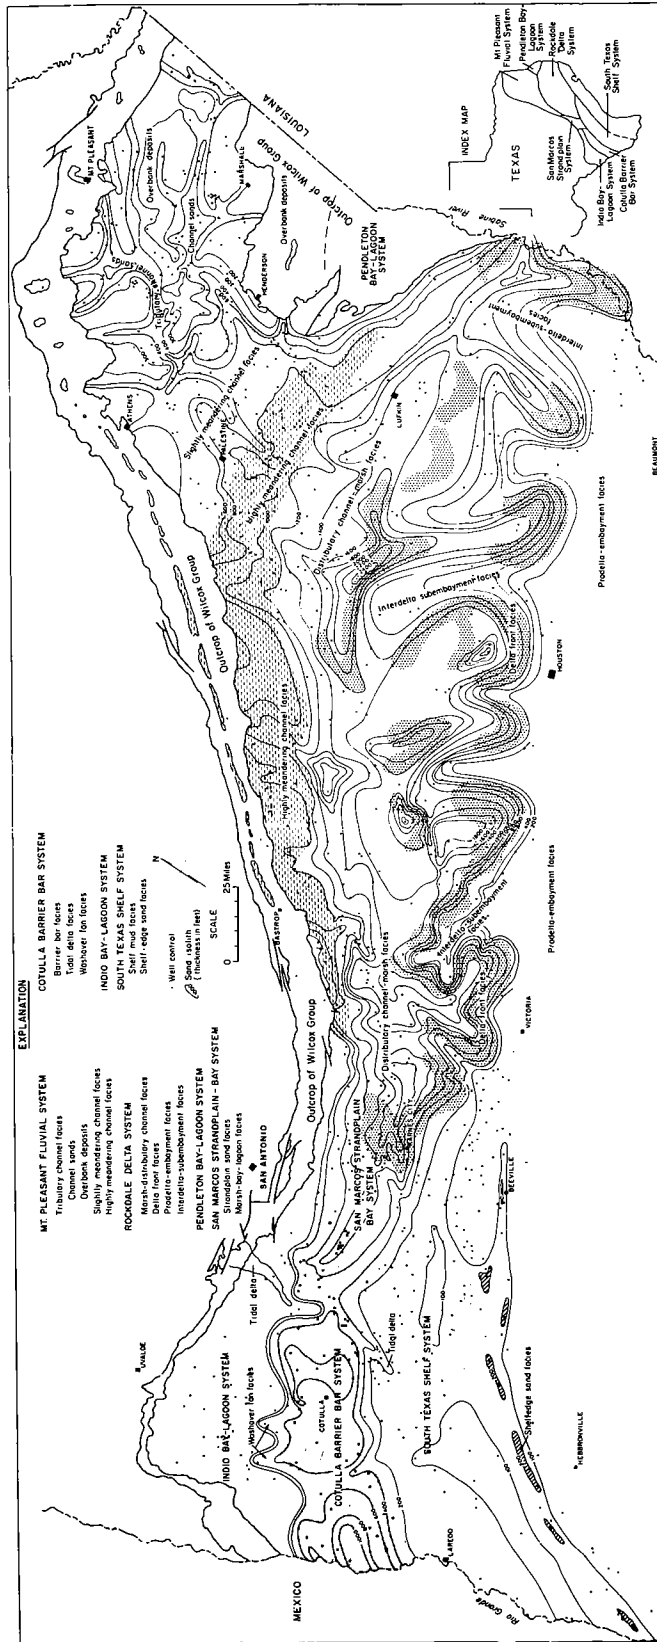 EXPLANATION
MT. PLEASANT FLUVIAL SYSTEM
Tributary channel facies
Channel sands
Overbank deposits
Slightly meandering channel facies
Highly meandering channel facies
ROCKDALE DELTA SYSTEM
Marsh-distributary channel facies
Delta front facies
Prodelta-embayment facies
Interdelta-subembayment facies
PENDLETON BAY-LAGOON SYSTEM
SAN MARCOS STRANDPLAIN-BAY SYSTEM
Strandplain sand facies
Marsh-bay-lagoon facies
COTULLA BARRIER BAR SYSTEM
Barrier bar facies
Tidal delta facies
Washover fan facies
INDIO BAY-LAGOON SYSTEM
SOUTH TEXAS SHELF SYSTEM
Shelf mud facies
Shelf-edge sand facies
Well control
Sand isolith
(thickness in feet)
N
0 25 Miles
SCALE
MEXICO
Rio Grande
LAREDO
UVALDE
INDIO BAY-LAGOON
SYSTEM
Washover fan facies
COTULLA
COTULLA BARRIER BAR SYSTEM
Tidal delta
Tidal delta
SOUTH TEXAS SHELF SYSTEM
Shelfedge sand facies
HEBBRONVILLE
BEEVILLE
SAN ANTONIO
SAN MARCOS STRANDPLAIN
BAY SYSTEM
KARNES CITY
Outcrop of Wilcox Group
BASTROP
Distributary channel-marsh facies
Delta front facies
VICTORIA
Interdelta subembayment
facies
Prodelta-embayment facies
Highly meandering channel facies
Outcrop of Wilcox Group
ATHENS
PALESTINE
Slightly meandering channel facies
Highly meandering channel facies
Distributary channel-marsh facies
Interdelta subembayment facies
Delta front facies
HOUSTON
Prodelta-embayment facies
BEAUMONT
LUFKIN
Interdelta-subembayment
facies
Tributary channel sands
Channel sands
Overbank deposits
MT PLEASANT
MARSHALL
HENDERSON
Overbank deposits
Outcrop of Wilcox Group
LOUISIANA
PENDLETON
BAY-LAGOON
SYSTEM
Sabine River
INDEX MAP
TEXAS
Mt Pleasant
Fluvial System
Pendleton Bay-
Lagoon
System
Rockdale
Delta
System
South Texas
Shelf System
San Marcos
Strandplain
System
Indio Bay-
Lagoon System
Cotulla Barrier
Bar System